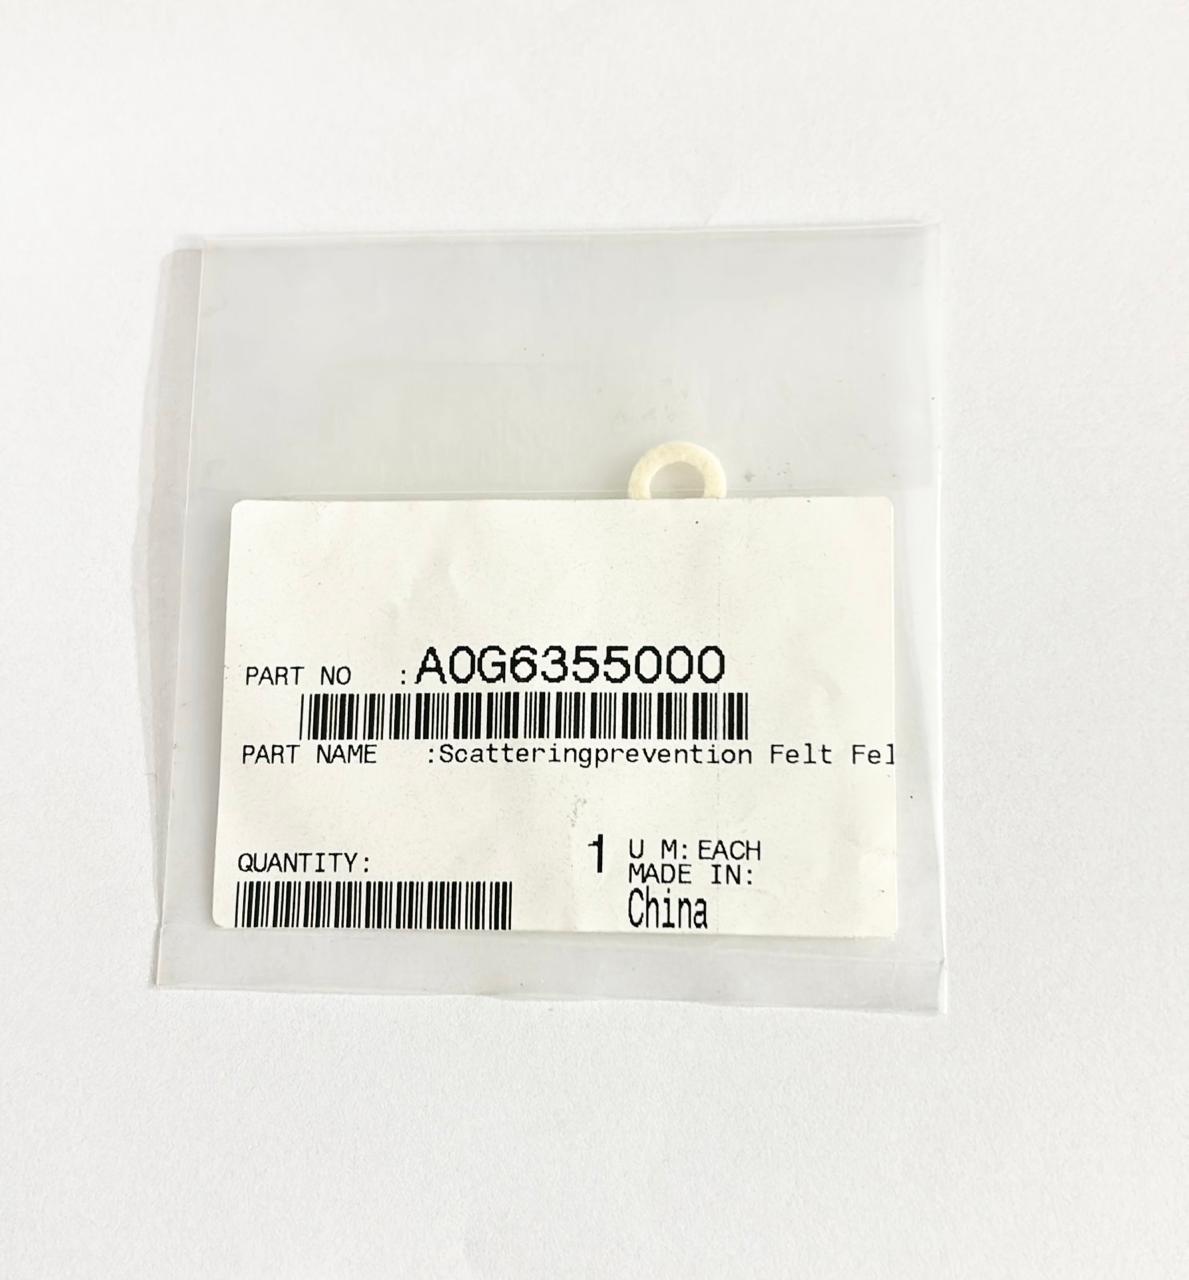 PART NO :A0G6355000
PART NAME :Scatteringprevention Felt Fel
QUANTITY: 1 U M: EACH
MADE IN:
China